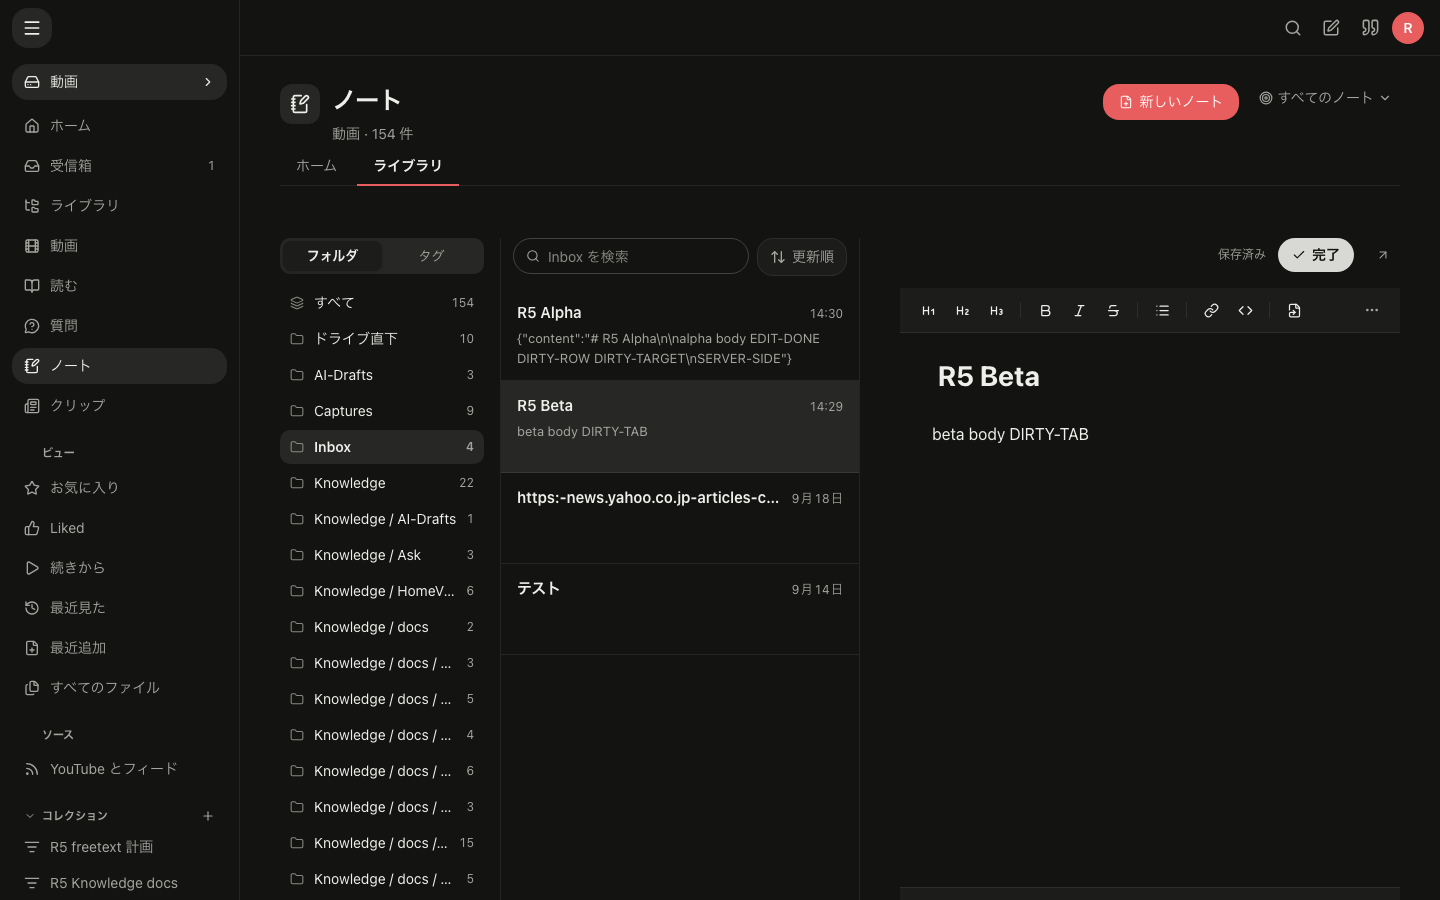 動画
ホーム
受信箱 1
ライブラリ
動画
読む
質問
ノート
クリップ
ビュー
お気に入り
Liked
続きから
最近見た
最近追加
すべてのファイル
ソース
YouTube とフィード
コレクション
R5 freetext 計画
R5 Knowledge docs
R
ノート
動画 · 154 件
新しいノート
すべてのノート
ホーム
ライブラリ
フォルダ タグ
すべて 154
ドライブ直下 10
AI-Drafts 3
Captures 9
Inbox 4
Knowledge 22
Knowledge / AI-Drafts 1
Knowledge / Ask 3
Knowledge / HomeV... 6
Knowledge / docs 2
Knowledge / docs / ... 3
Knowledge / docs / ... 5
Knowledge / docs / ... 4
Knowledge / docs / ... 6
Knowledge / docs / ... 3
Knowledge / docs /... 15
Knowledge / docs / ... 5
Inbox を検索
更新順
R5 Alpha 14:30
{"content":"# R5 Alpha\n\nalpha body EDIT-DONE
DIRTY-ROW DIRTY-TARGET\nSERVER-SIDE"}
R5 Beta 14:29
beta body DIRTY-TAB
https:-news.yahoo.co.jp-articles-c... 9月18日
テスト 9月14日
保存済み
完了
H1 H2 H3 B I S
R5 Beta
beta body DIRTY-TAB